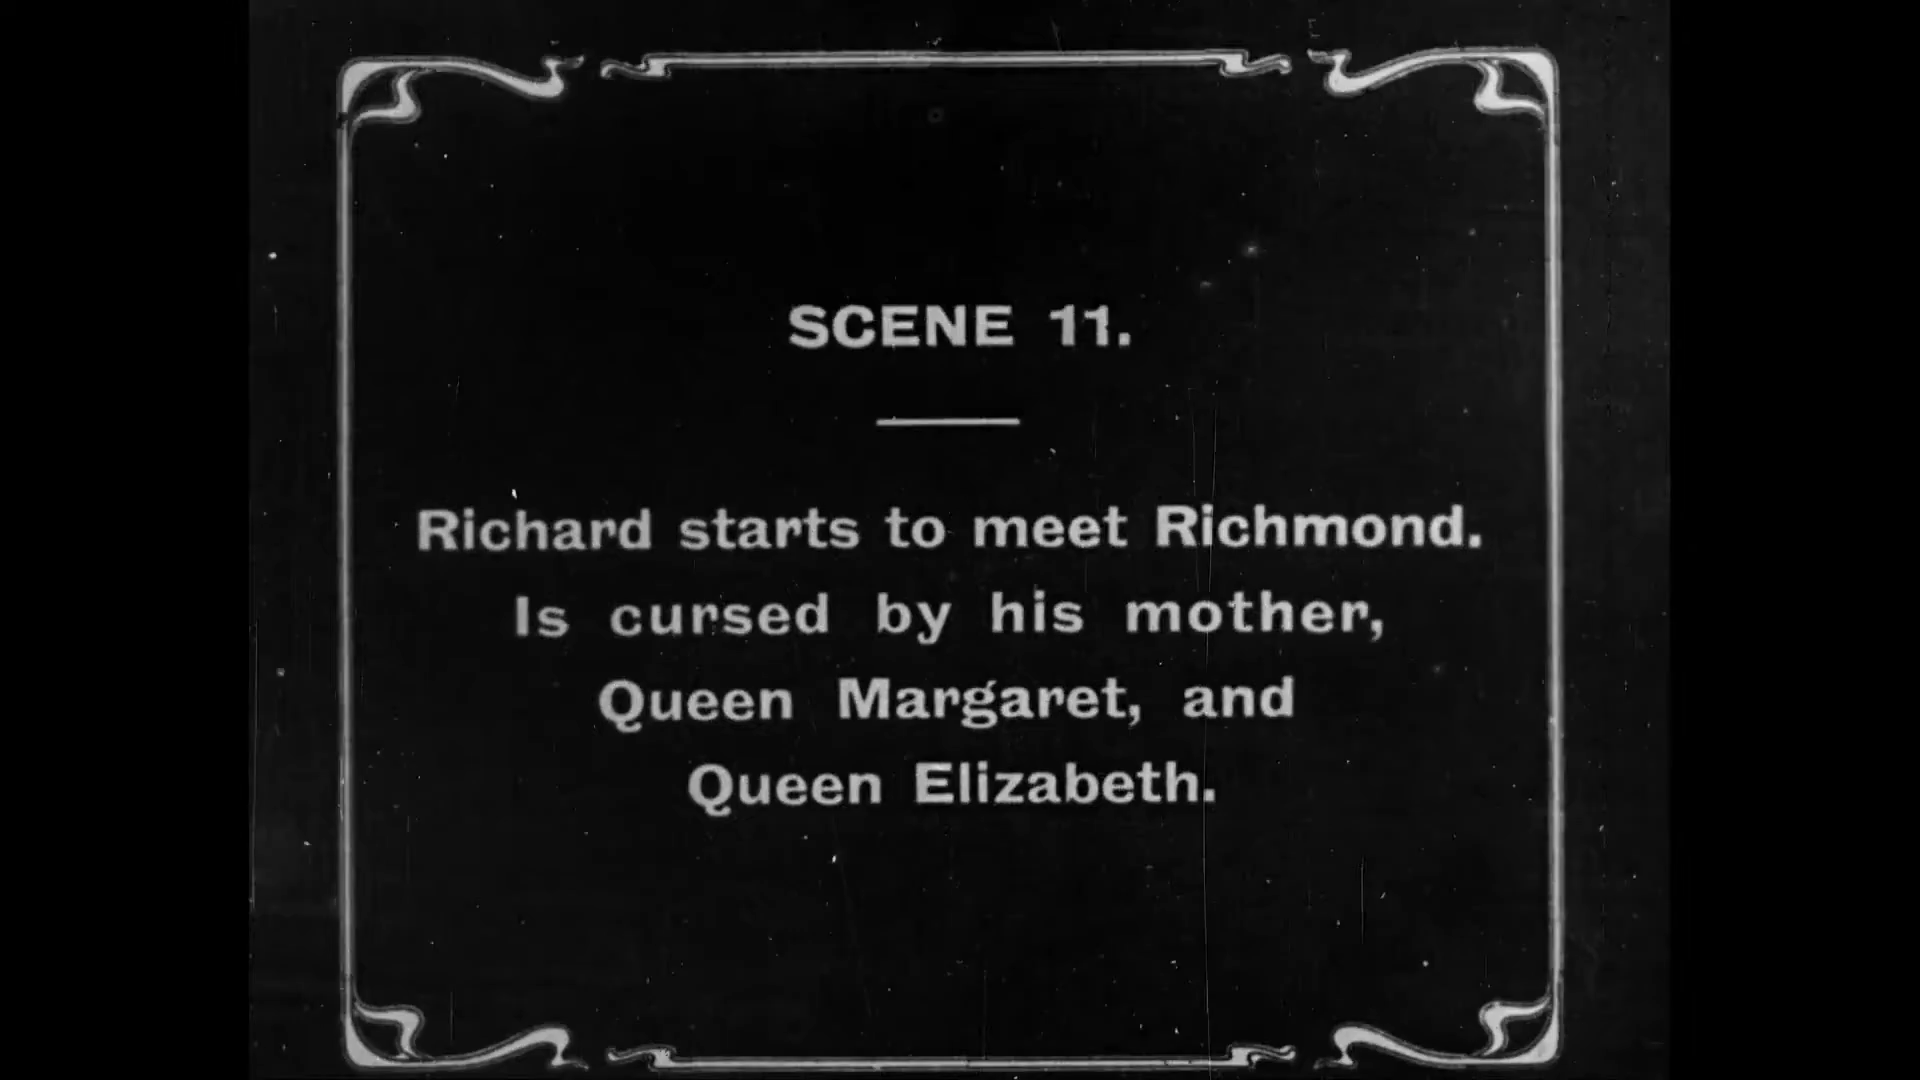 SCENE 11.
Richard starts to meet Richmond.
Is cursed by his mother,
Queen Margaret, and
Queen Elizabeth.